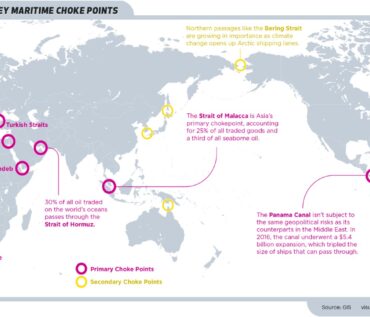 EY MARITIME CHOKE POINTS
Northern passages like the Bering Strait
are growing in importance as climate
change opens up Arctic shipping lanes.
Turkish Straits
The Strait of Malacca is Asia's
primary chokepoint, accounting
for 25% of all traded goods and
a third of all seaborne oil.
ndeb
30% of all oil traded
on the world's oceans
passes through the
Strait of Hormuz.
The Panama Canal isn't subject to
the same geopolitical risks as its
counterparts in the Middle East. In
2016, the canal underwent a $5.4
billion expansion, which tripled the
size of ships that can pass through.
Primary Choke Points
Secondary Choke Points
Source: GIS